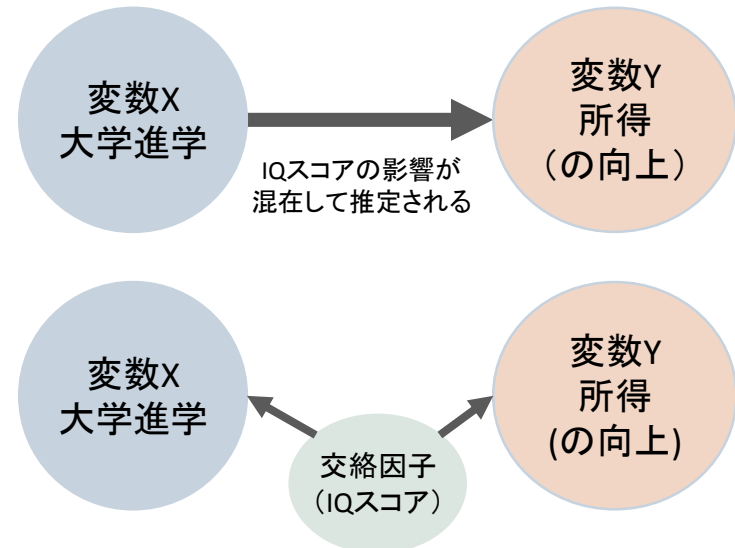 変数X
大学進学
IQスコアの影響が
混在して推定される
変数Y
所得
（の向上）
変数X
大学進学
交絡因子
（IQスコア）
変数Y
所得
(の向上)